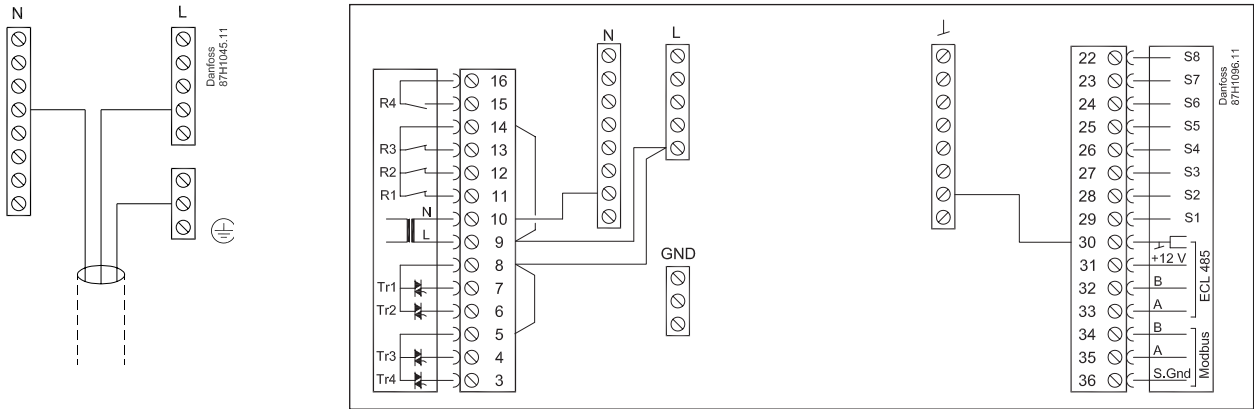 N
L
Danfoss
87H1045.11
N
L
GND
16
R4 15
14
R3 13
R2 12
R1 11
N 10
L 9
8
Tr1 7
Tr2 6
5
Tr3 4
Tr4 3
22 S8
23 S7
24 S6
25 S5
26 S4
27 S3
28 S2
29 S1
30
31 +12 V
32 B
33 A
ECL 485
34 B
35 A
36 S.Gnd
Modbus
Danfoss
87H1096.11